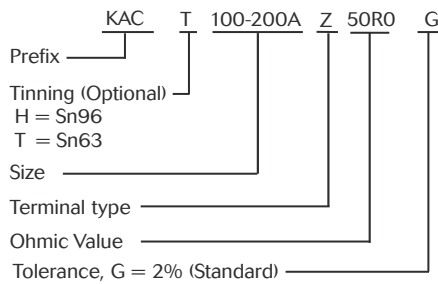 KAC T 100-200A Z 50R0 G
Prefix
Tinning (Optional)
H = Sn96
T = Sn63
Size
Terminal type
Ohmic Value
Tolerance, G = 2% (Standard)